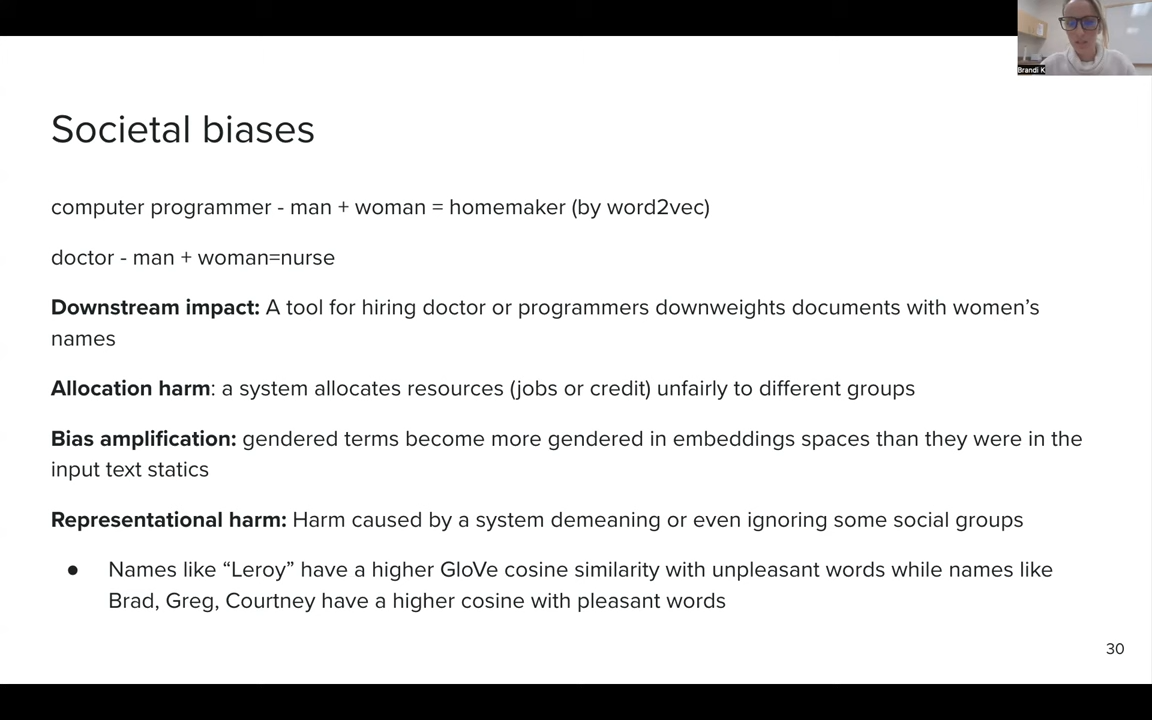 Brandi K
Societal biases
computer programmer - man + woman = homemaker (by word2vec)
doctor - man + woman=nurse
Downstream impact: A tool for hiring doctor or programmers downweights documents with women’s
names
Allocation harm: a system allocates resources (jobs or credit) unfairly to different groups
Bias amplification: gendered terms become more gendered in embeddings spaces than they were in the
input text statics
Representational harm: Harm caused by a system demeaning or even ignoring some social groups
● Names like “Leroy” have a higher GloVe cosine similarity with unpleasant words while names like
Brad, Greg, Courtney have a higher cosine with pleasant words
30